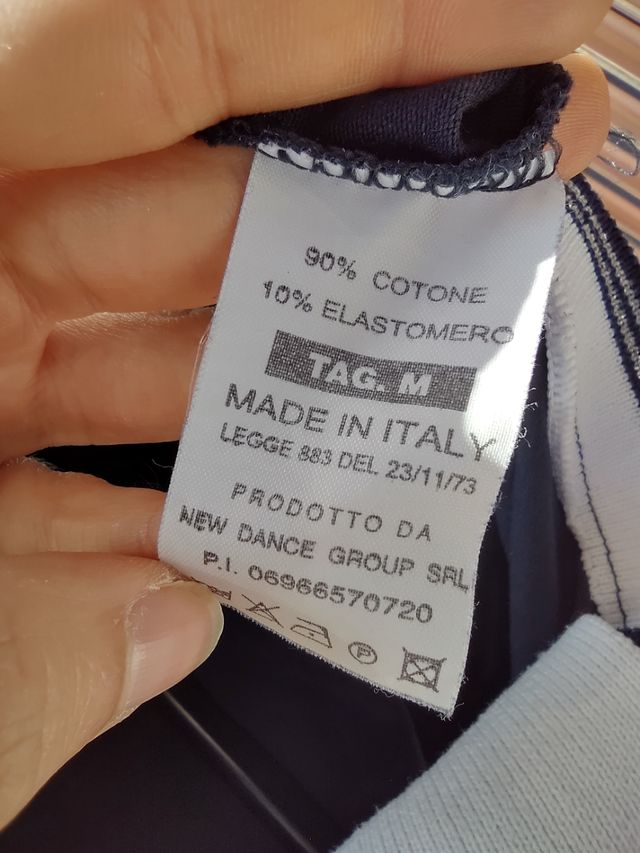 90% COTONE
10% ELASTOMERO
TAG. M
MADE IN ITALY
LEGGE 883 DEL 23/11/73
PRODOTTO DA
NEW DANCE GROUP SRL
P.I. 06966570720
P